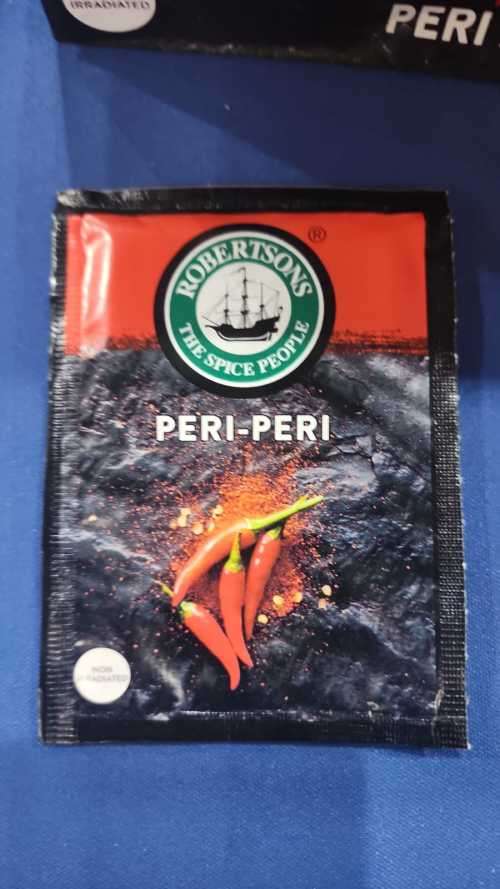 IRRADIATED
PERI
®
ROBERTSONS
THE SPICE PEOPLE
PERI-PERI
NON
IRRADIATED